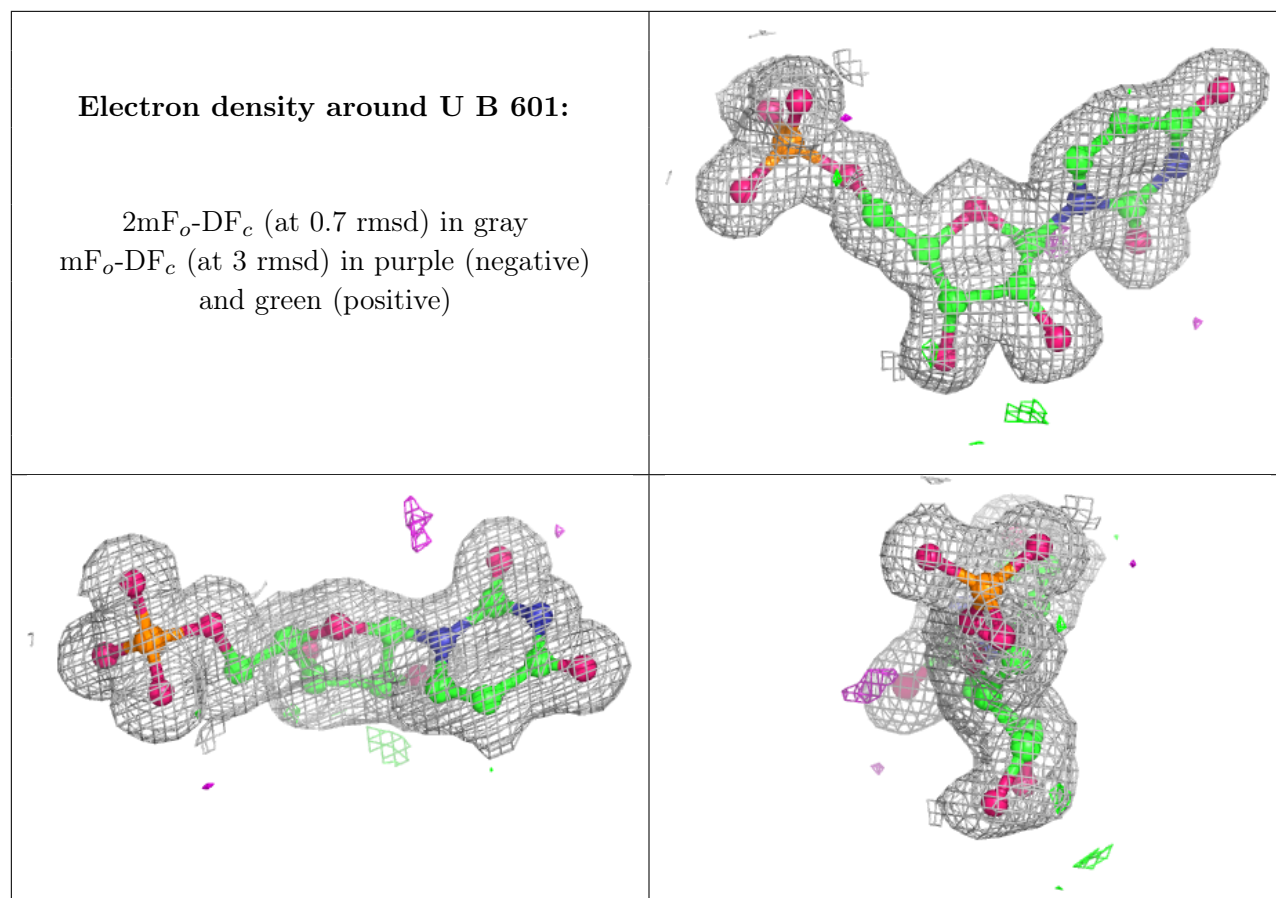 Electron density around U B 601:
2mFo-DFc (at 0.7 rmsd) in gray
mFo-DFc (at 3 rmsd) in purple (negative)
and green (positive)